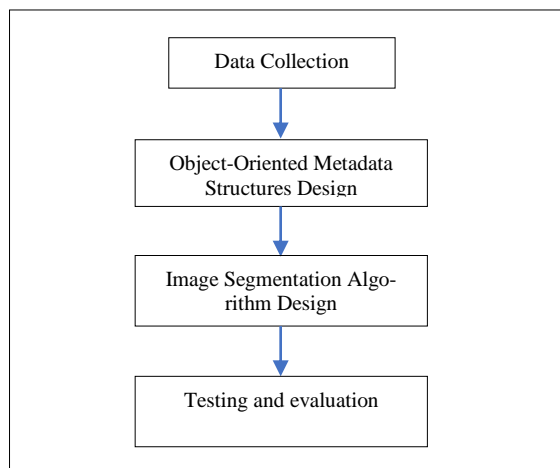 Data Collection
Object-Oriented Metadata
Structures Design
Image Segmentation Algo-
rithm Design
Testing and evaluation